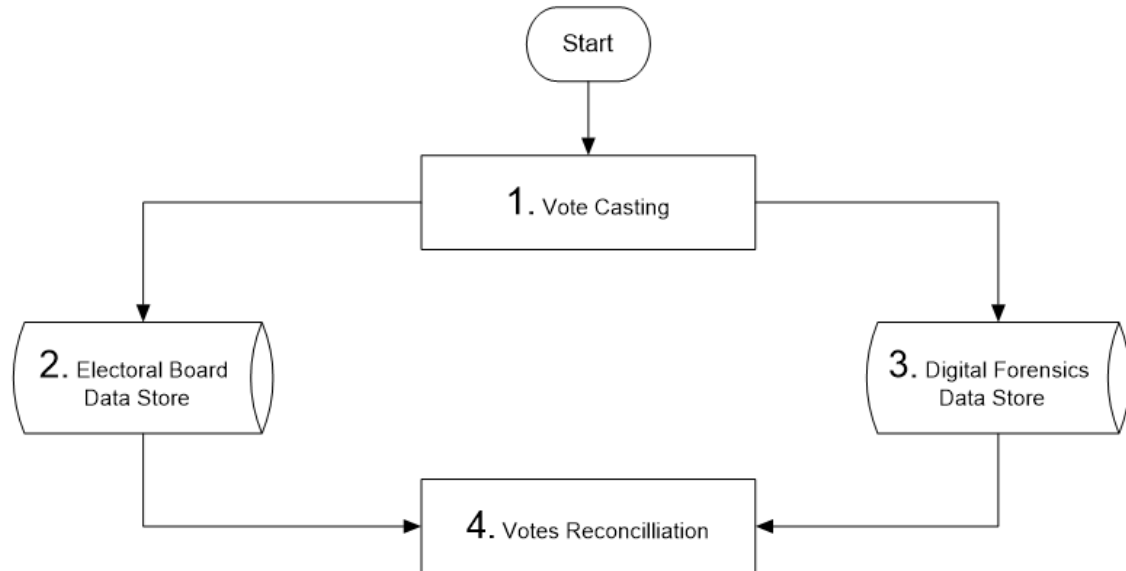 Start
1. Vote Casting
2. Electoral Board
Data Store
3. Digital Forensics
Data Store
4. Votes Reconcilliation